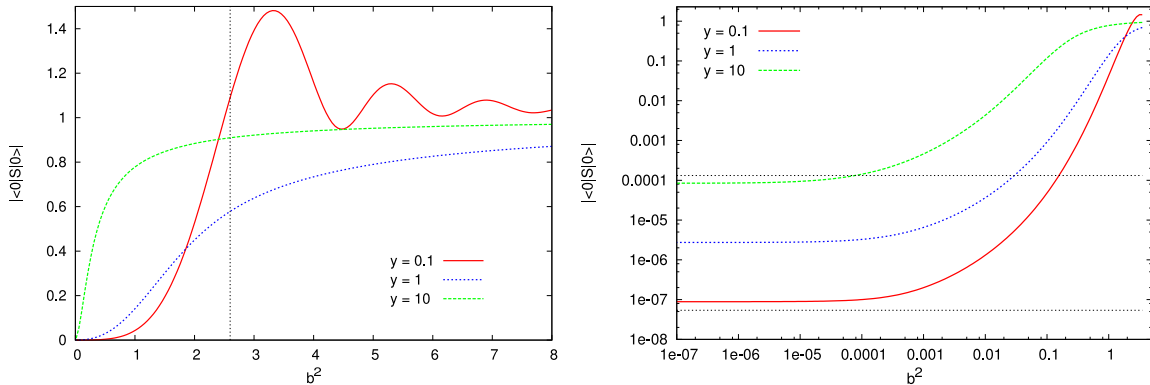 |<0|S|0>|
1.4
1.2
1
0.8
0.6
0.4
0.2
0
0 1 2 3 4 5 6 7 8
b²
y = 0.1
y = 1
y = 10
|<0|S|0>|
1
0.1
0.01
0.001
0.0001
1e-05
1e-06
1e-07
1e-08
1e-07 1e-06 1e-05 0.0001 0.001 0.01 0.1 1
b²
y = 0.1
y = 1
y = 10